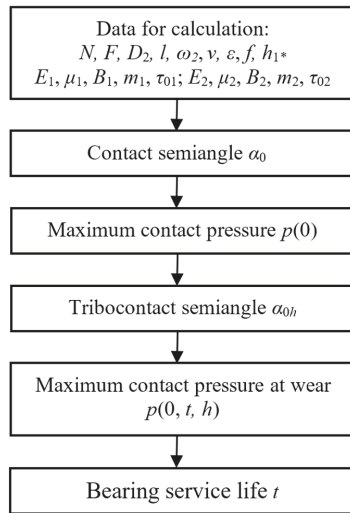 Data for calculation:
N, F, D₂, l, ω₂, v, ε, f, h₁*
E₁, μ₁, B₁, m₁, τ₀₁; E₂, μ₂, B₂, m₂, τ₀₂
Contact semiangle α₀
Maximum contact pressure p(0)
Tribocontact semiangle α₀ₕ
Maximum contact pressure at wear
p(0, t, h)
Bearing service life t